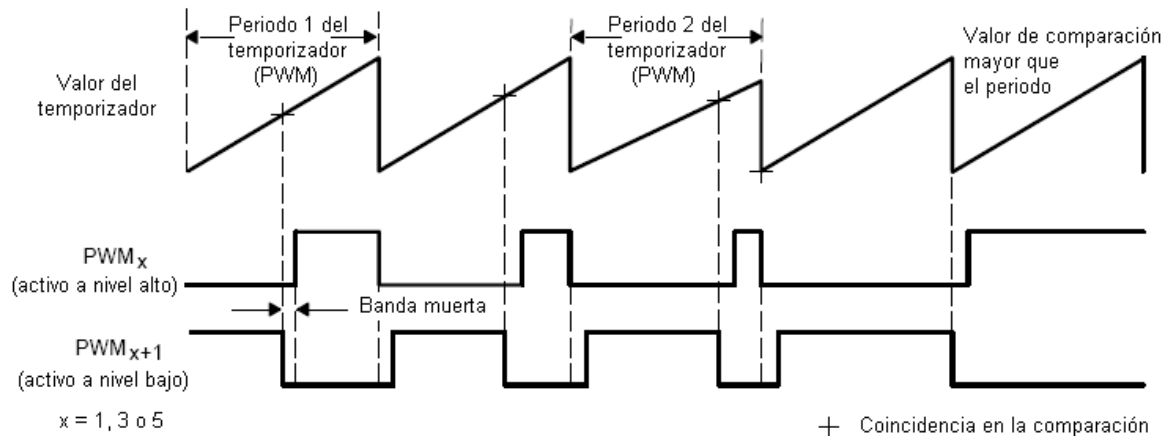 Periodo 1 del
temporizador
(PWM)
Periodo 2 del
temporizador
(PWM)
Valor de comparación
mayor que
el periodo
Valor del
temporizador
PWMx
(activo a nivel alto)
Banda muerta
PWMx+1
(activo a nivel bajo)
x = 1, 3 o 5
Coincidencia en la comparación